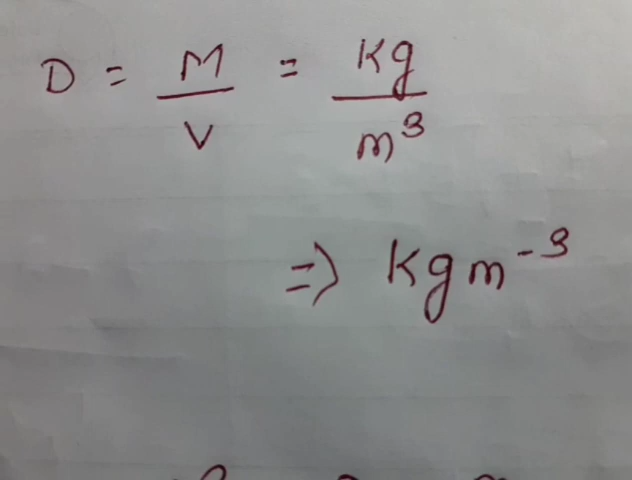 D = M/V = Kg/m³
=> Kgm⁻³